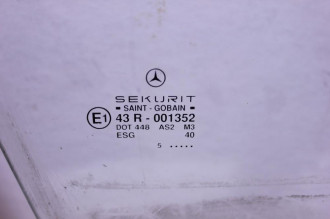 SEKURIT
SAINT - GOBAIN
E1 43 R - 001352
DOT 448 AS2 M3
ESG 40
5 .....